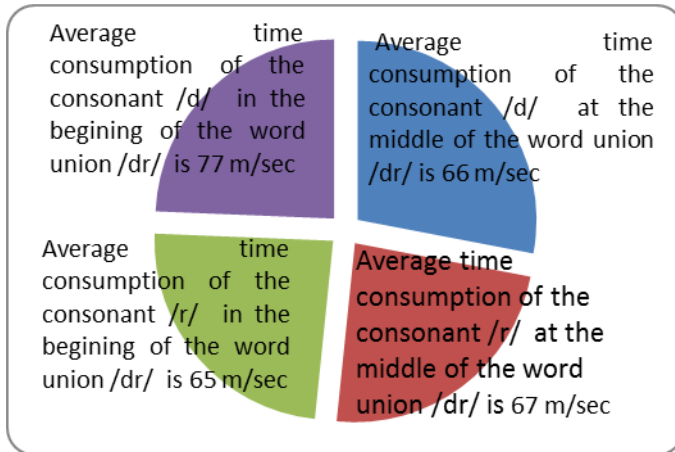 Average time
consumption of the
consonant /d/ in the
begining of the word
union /dr/ is 77 m/sec
Average time
consumption of the
consonant /d/ at the
middle of the word union
/dr/ is 66 m/sec
Average time
consumption of the
consonant /r/ in the
begining of the word
union /dr/ is 65 m/sec
Average time
consumption of the
consonant /r/ at the
middle of the word
union /dr/ is 67 m/sec